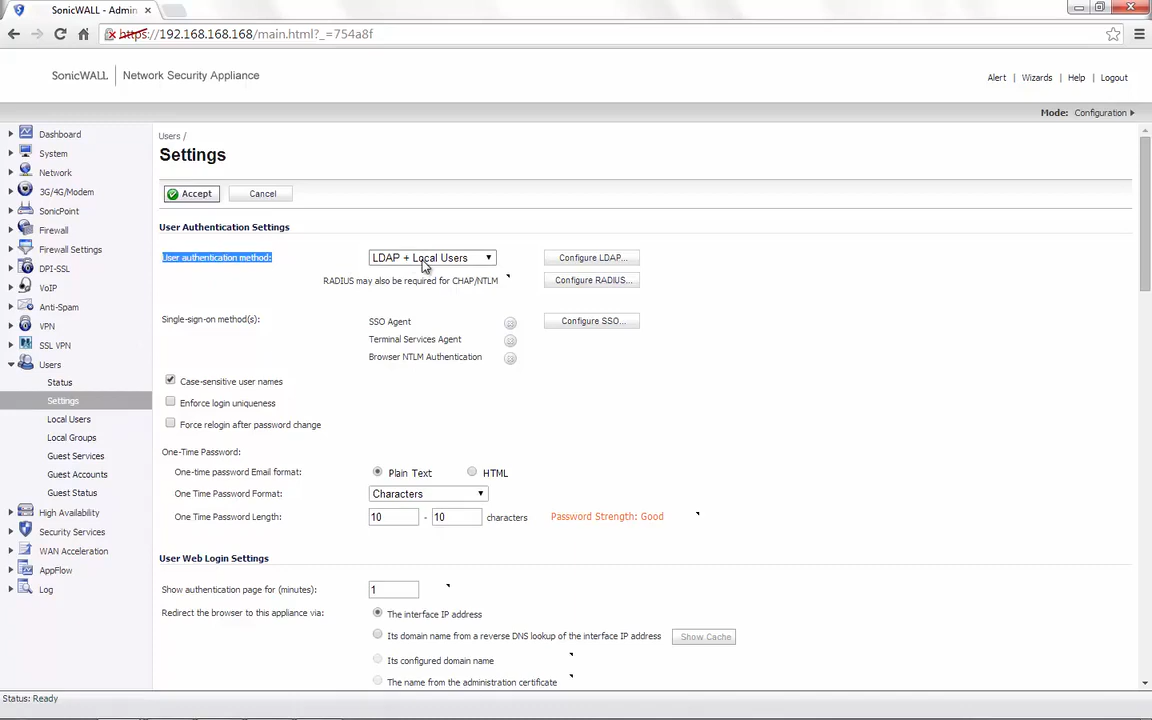 SonicWALL - Admin
https://192.168.168.168/main.html?_=754a8f
SonicWALL | Network Security Appliance
Alert | Wizards | Help | Logout
Mode: Configuration
Dashboard
System
Network
3G/4G/Modem
SonicPoint
Firewall
Firewall Settings
DPI-SSL
VoIP
Anti-Spam
VPN
SSL VPN
Users
Status
Settings
Local Users
Local Groups
Guest Services
Guest Accounts
Guest Status
High Availability
Security Services
WAN Acceleration
AppFlow
Log
Users /
Settings
Accept Cancel
User Authentication Settings
User authentication method: LDAP + Local Users Configure LDAP...
RADIUS may also be required for CHAP/NTLM Configure RADIUS...
Single-sign-on method(s): SSO Agent Configure SSO...
Terminal Services Agent
Browser NTLM Authentication
Case-sensitive user names
Enforce login uniqueness
Force relogin after password change
One-Time Password:
One-time password Email format: Plain Text HTML
One Time Password Format: Characters
One Time Password Length: 10 - 10 characters Password Strength: Good
User Web Login Settings
Show authentication page for (minutes): 1
Redirect the browser to this appliance via: The interface IP address
Its domain name from a reverse DNS lookup of the interface IP address Show Cache
Its configured domain name
The name from the administration certificate
Status: Ready